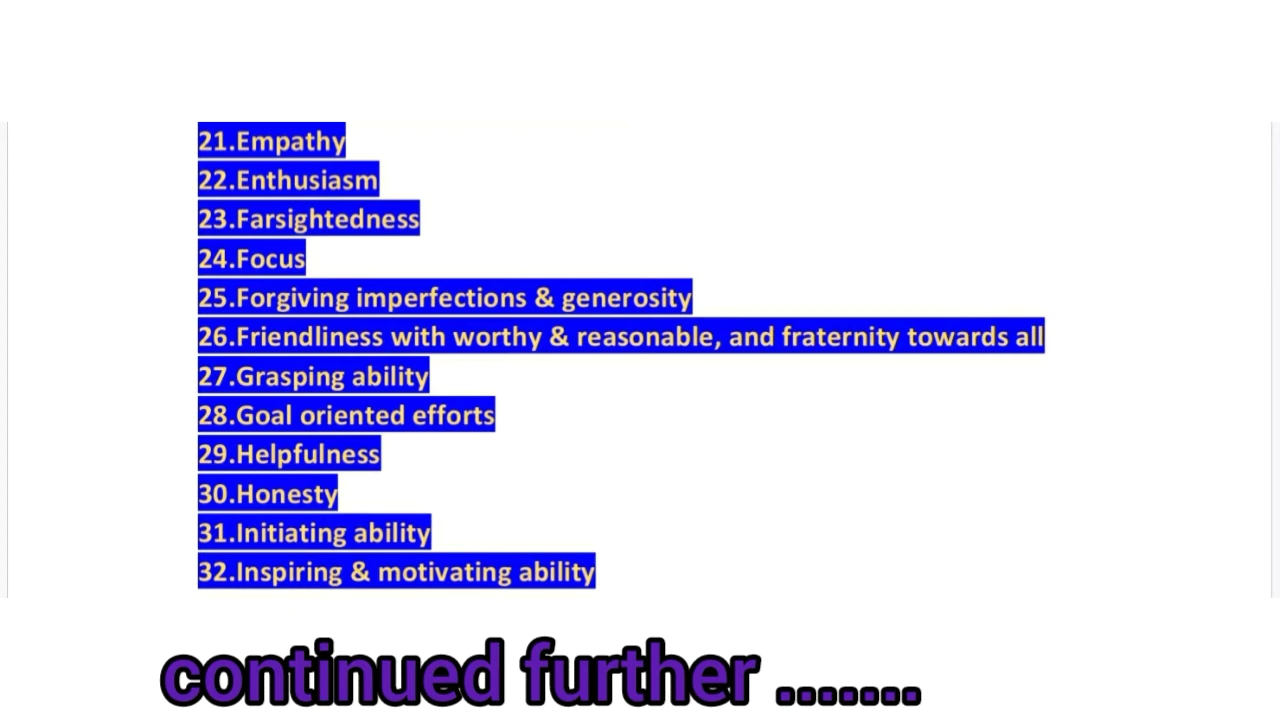 21.Empathy
22.Enthusiasm
23.Farsightedness
24.Focus
25.Forgiving imperfections & generosity
26.Friendliness with worthy & reasonable, and fraternity towards all
27.Grasping ability
28.Goal oriented efforts
29.Helpfulness
30.Honesty
31.Initiating ability
32.Inspiring & motivating ability
continued further .......